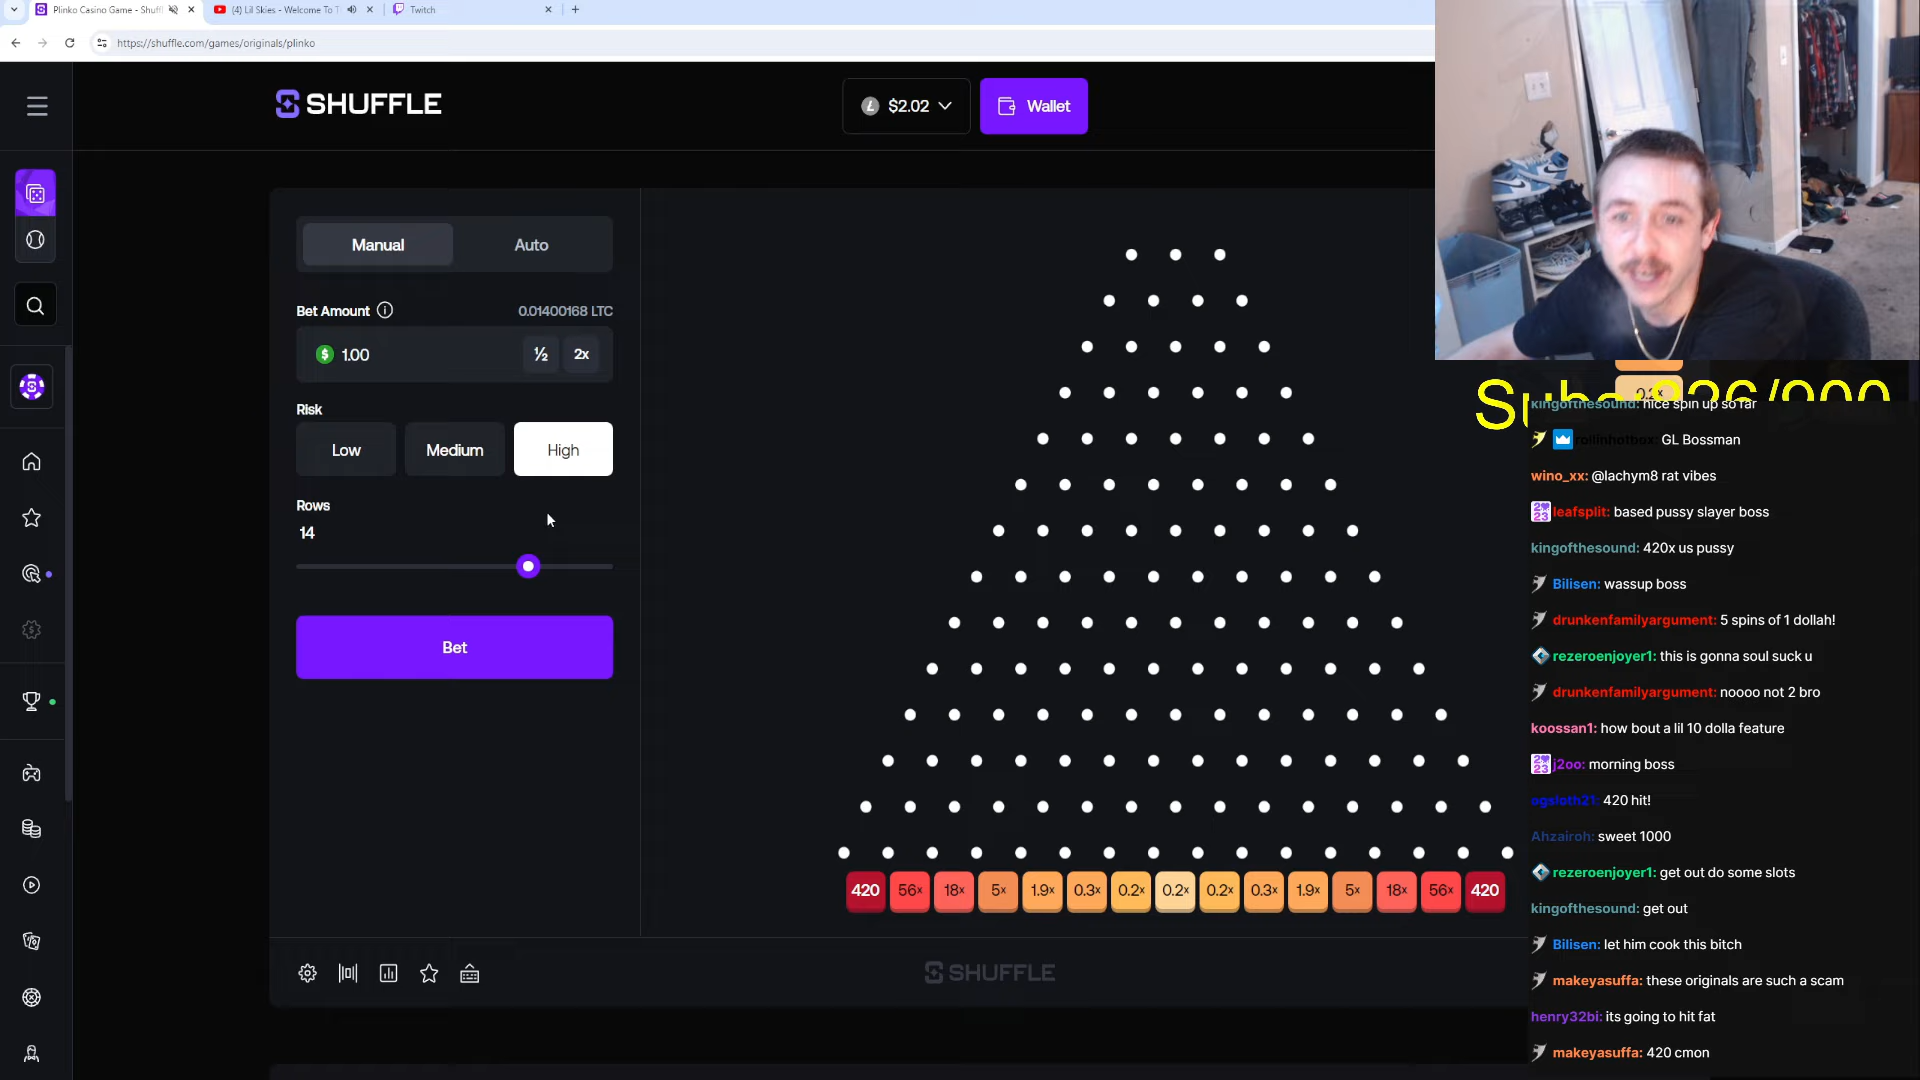 Plinko Casino Game - Shuffl
(4) Lil Skies - Welcome To T
Twitch
https://shuffle.com/games/originals/plinko
SHUFFLE
$2.02
Wallet
Manual
Auto
Bet Amount
0.01400168 LTC
1.00
½
2x
Risk
Low
Medium
High
Rows
14
Bet
420 56x 18x 5x 1.9x 0.3x 0.2x 0.2x 0.2x 0.3x 1.9x 5x 18x 56x 420
SHUFFLE
kingofthesound: nice spin up so far
rollinhotbox: GL Bossman
wino_xx: @lachym8 rat vibes
leafsplit: based pussy slayer boss
kingofthesound: 420x us pussy
Bilisen: wassup boss
drunkenfamilyargument: 5 spins of 1 dollah!
rezeroenjoyer1: this is gonna soul suck u
drunkenfamilyargument: noooo not 2 bro
koossan1: how bout a lil 10 dolla feature
j2oo: morning boss
ogsloth21: 420 hit!
Ahzairoh: sweet 1000
rezeroenjoyer1: get out do some slots
kingofthesound: get out
Bilisen: let him cook this bitch
makeyasuffa: these originals are such a scam
henry32bi: its going to hit fat
makeyasuffa: 420 cmon